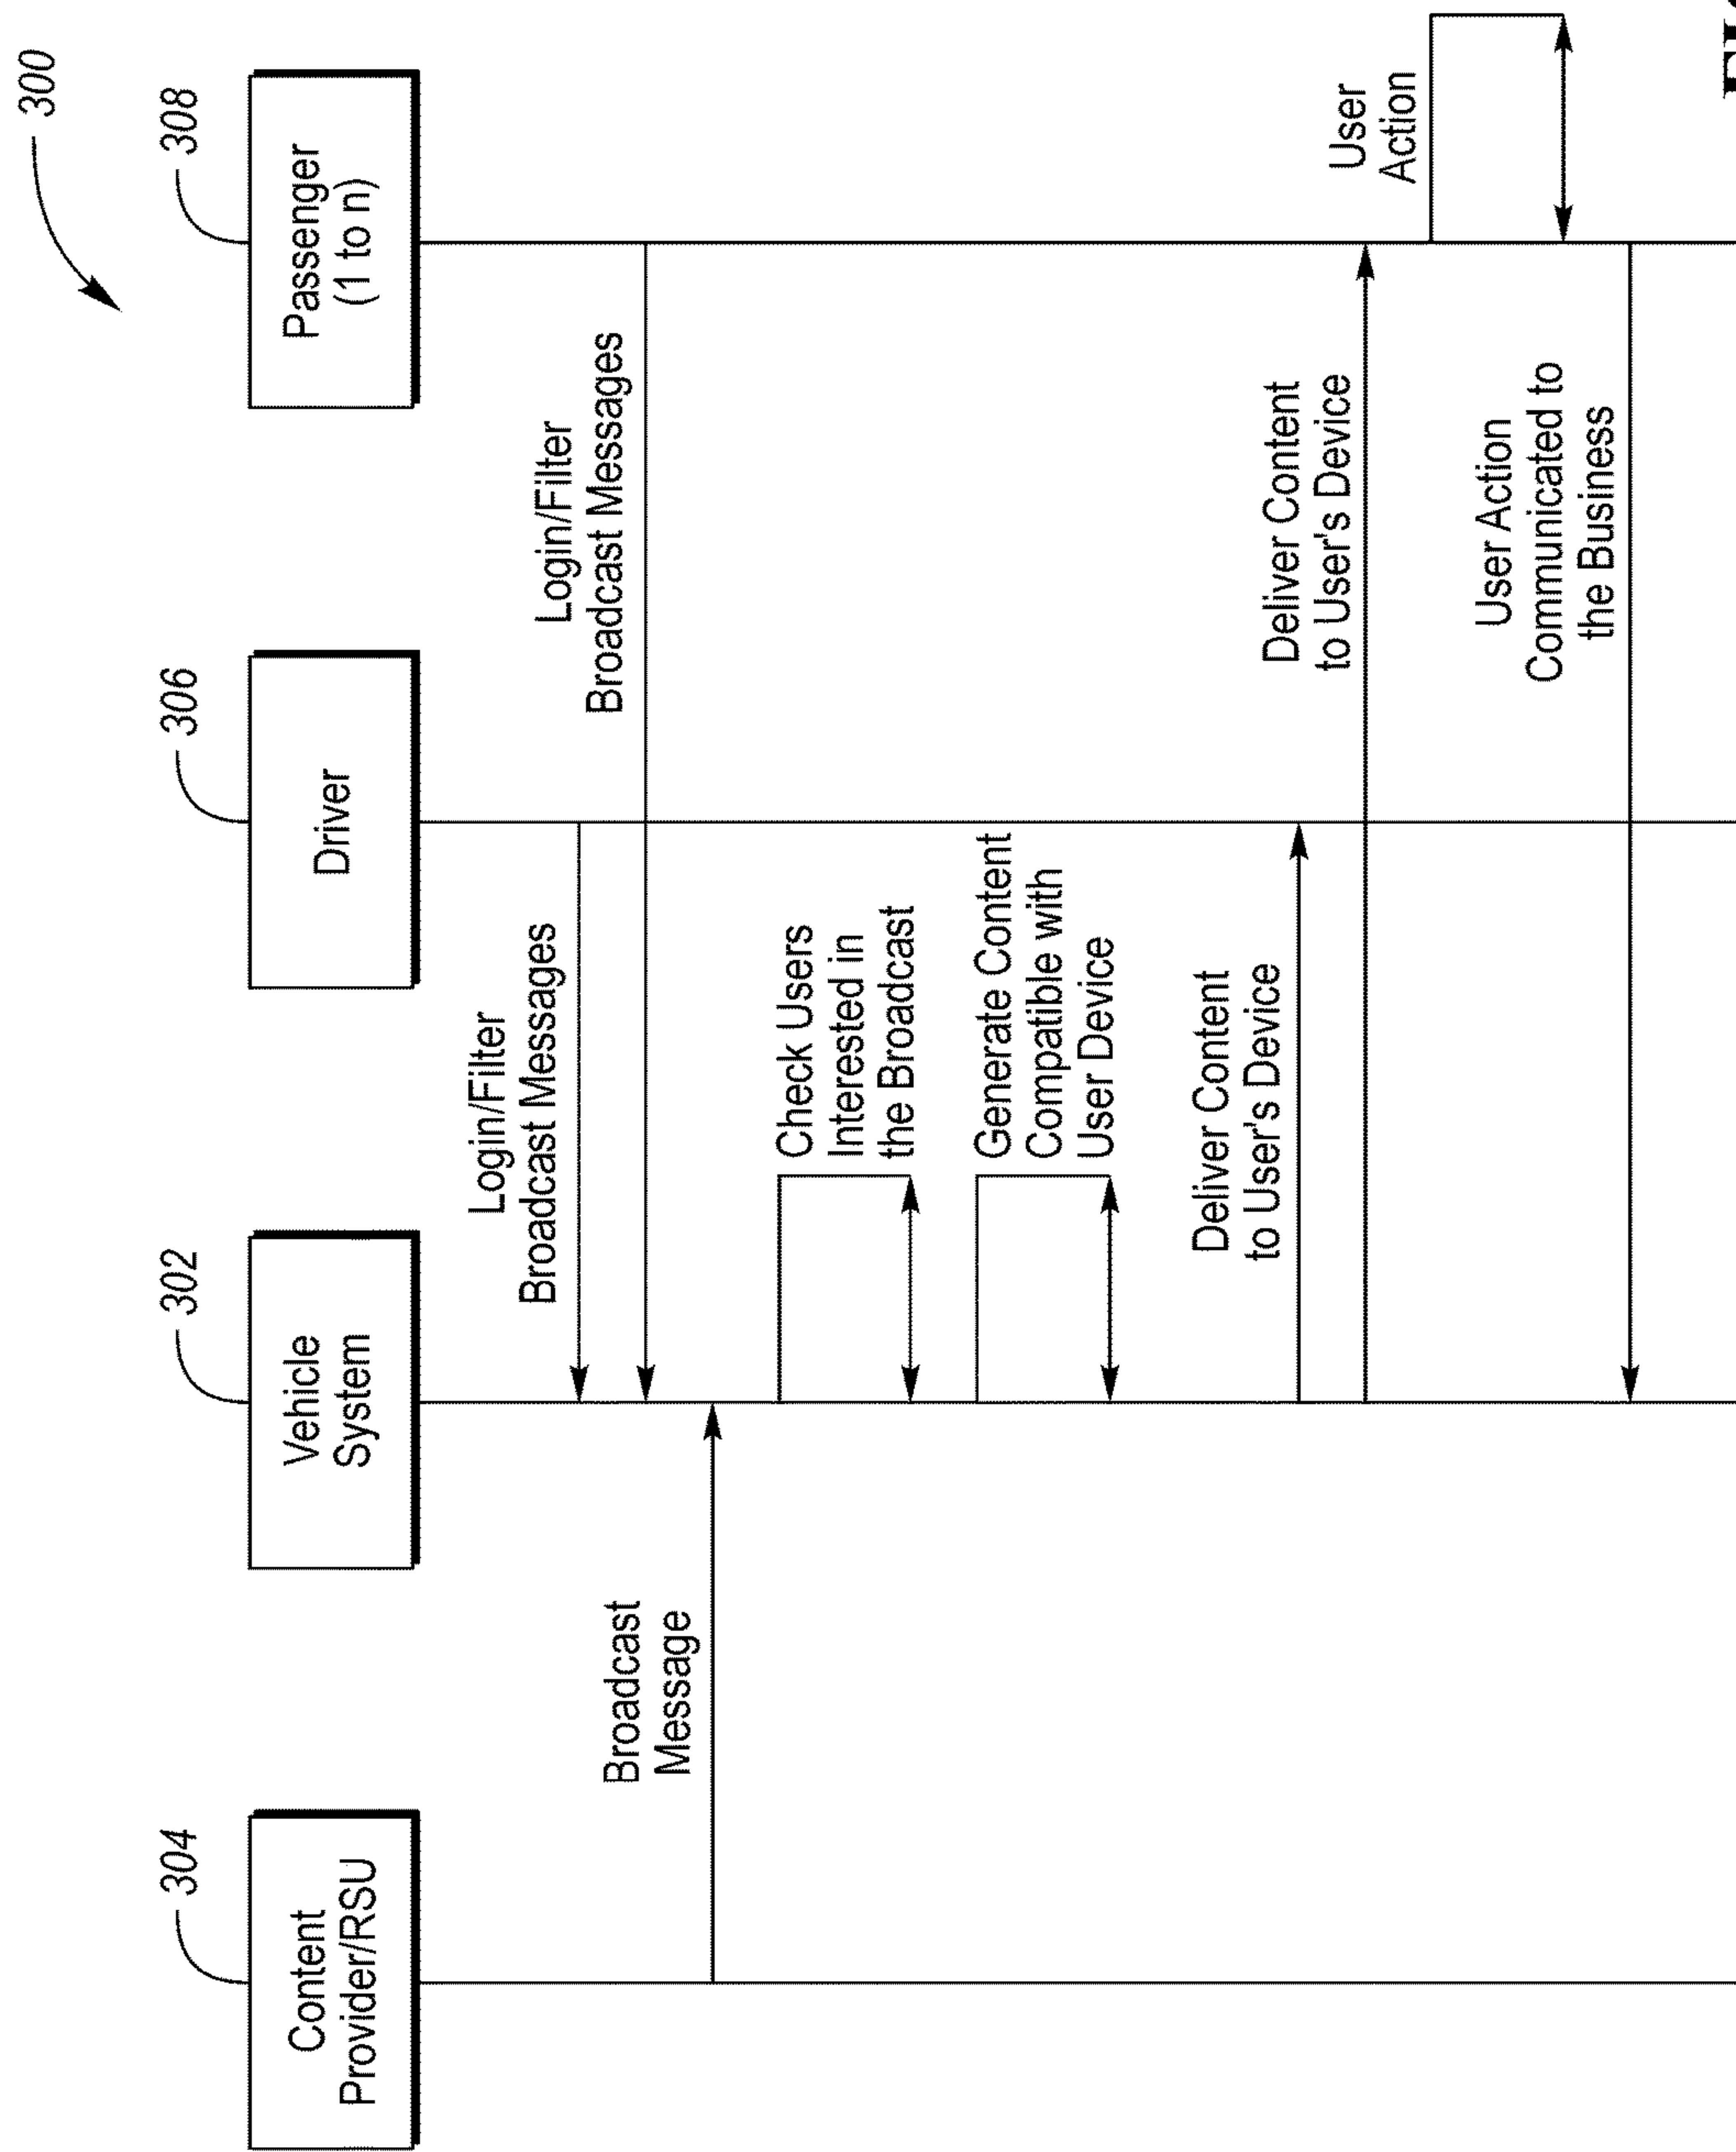 300
304
302
306
308
Content
Provider/RSU
Vehicle
System
Driver
Passenger
(1 to n)
Login/Filter
Broadcast Messages
Login/Filter
Broadcast Messages
Broadcast
Message
Check Users
Interested in
the Broadcast
Generate Content
Compatible with
User Device
Deliver Content
to User's Device
Deliver Content
to User's Device
User
Action
User Action
Communicated to
the Business